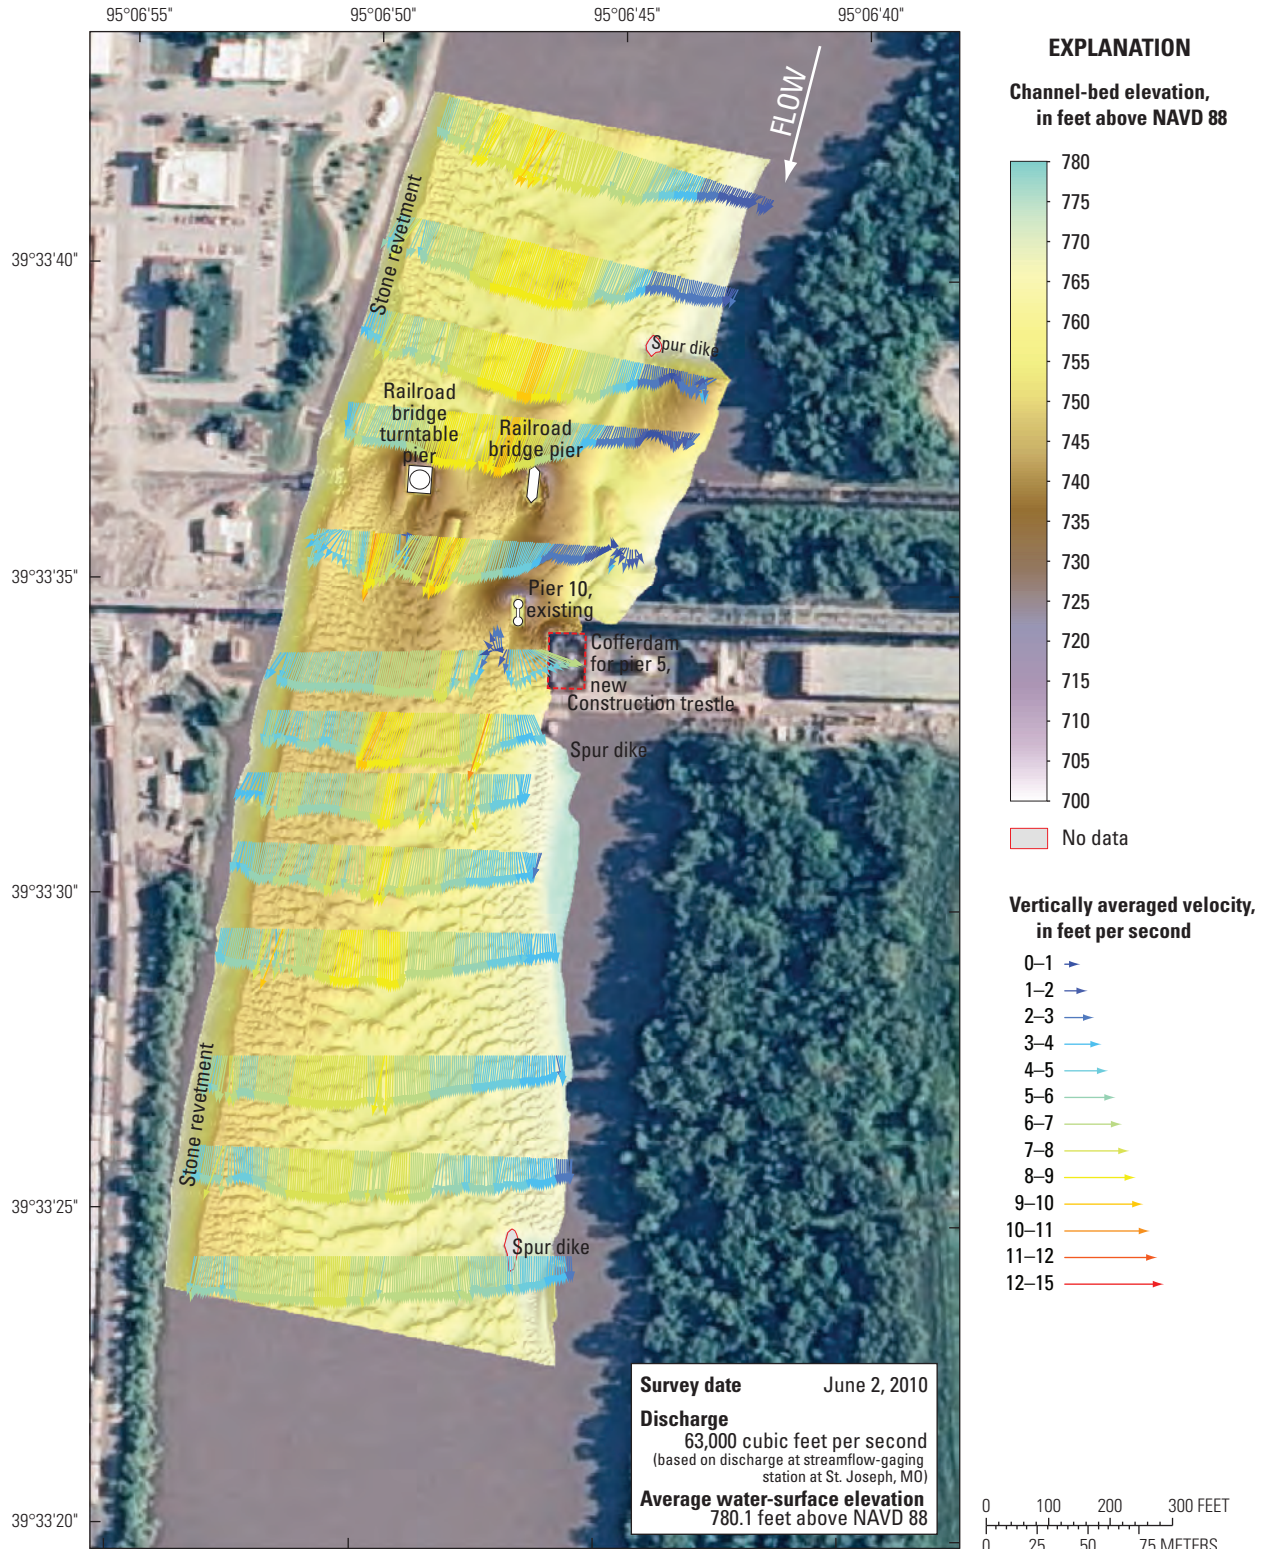 95°06'55"
95°06'50"
95°06'45"
95°06'40"
39°33'40"
39°33'35"
39°33'30"
39°33'25"
39°33'20"
FLOW
Stone revetment
Spur dike
Railroad
bridge
turntable
pier
Railroad
bridge pier
Pier 10,
existing
Cofferdam
for pier 5,
new
Construction trestle
Spur dike
Stone revetment
Spur dike
Survey date June 2, 2010
Discharge
63,000 cubic feet per second
(based on discharge at streamflow-gaging
station at St. Joseph, MO)
Average water-surface elevation
780.1 feet above NAVD 88
EXPLANATION
Channel-bed elevation,
in feet above NAVD 88
780
775
770
765
760
755
750
745
740
735
730
725
720
715
710
705
700
No data
Vertically averaged velocity,
in feet per second
0–1
1–2
2–3
3–4
4–5
5–6
6–7
7–8
8–9
9–10
10–11
11–12
12–15
0 100 200 300 FEET
0 25 50 75 METERS